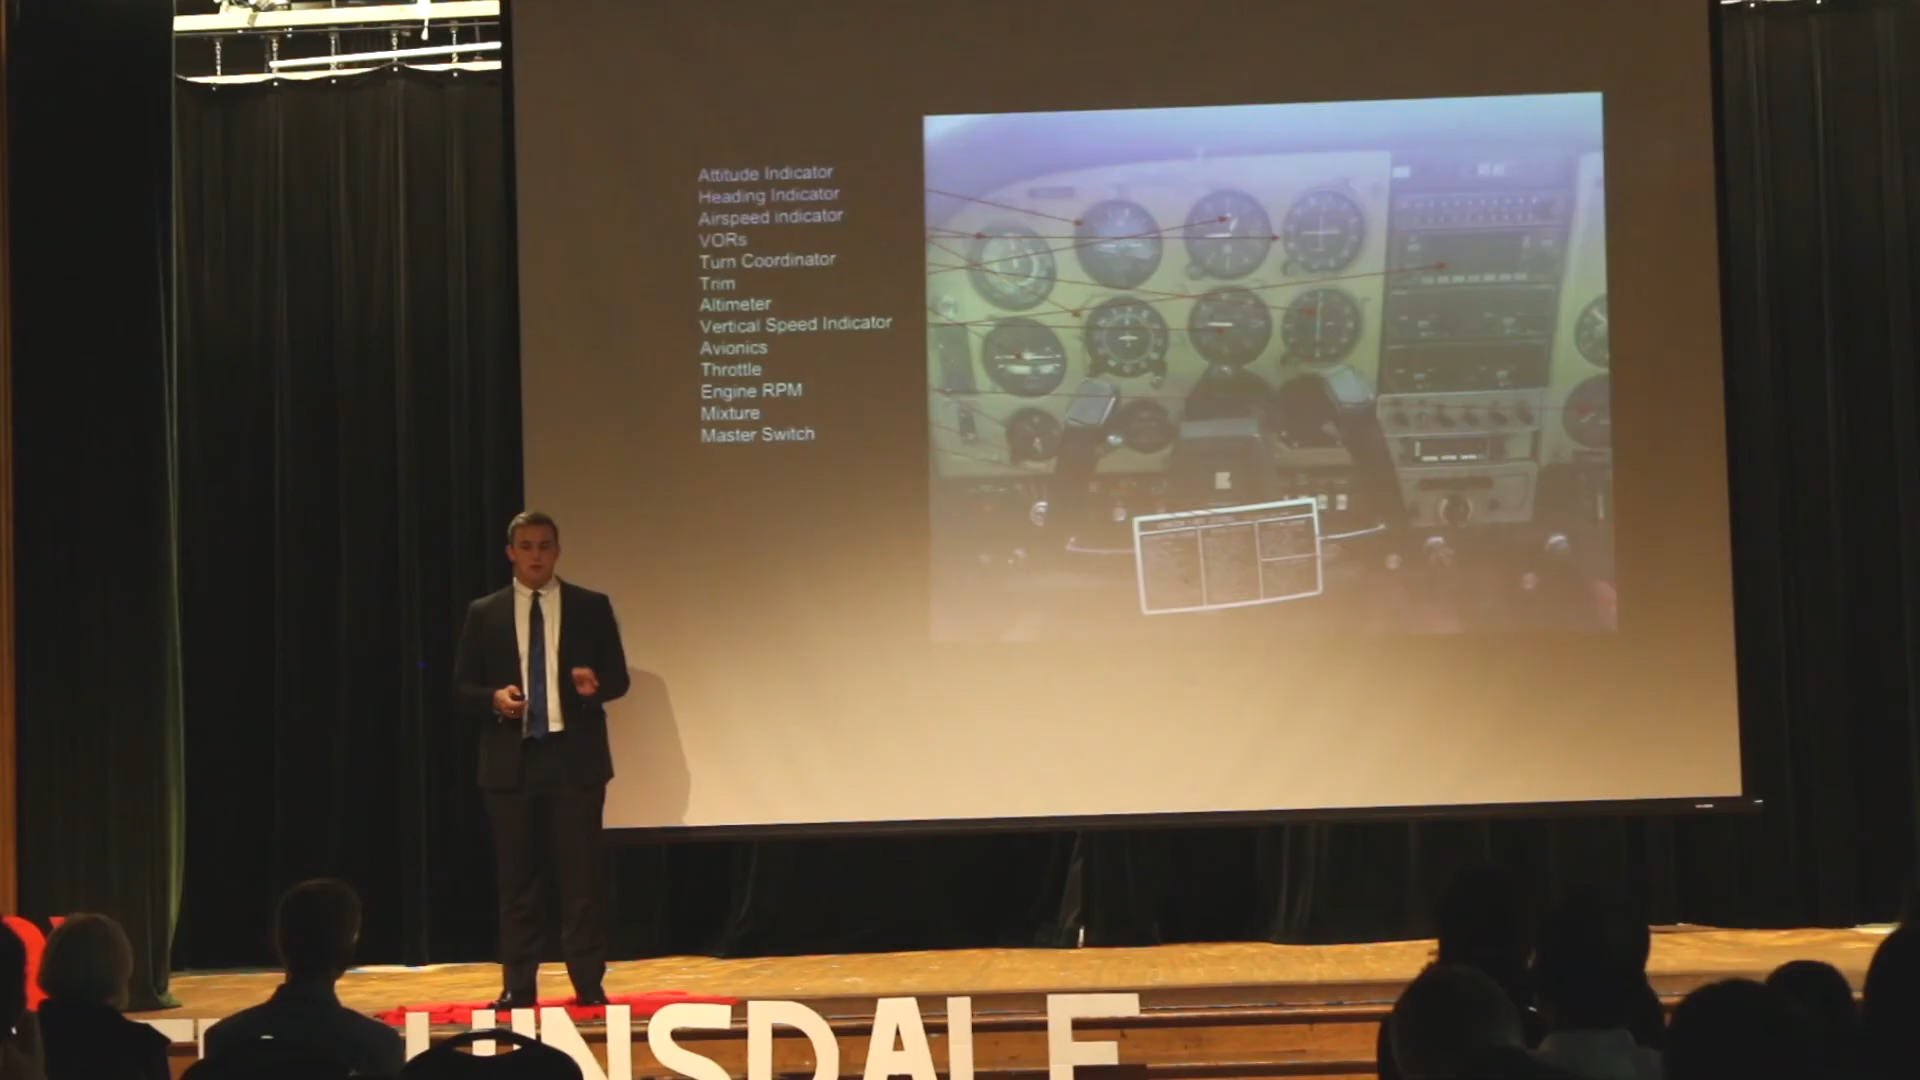 Attitude Indicator
Heading Indicator
Airspeed indicator
VORs
Turn Coordinator
Trim
Altimeter
Vertical Speed Indicator
Avionics
Throttle
Engine RPM
Mixture
Master Switch
HINSDALE